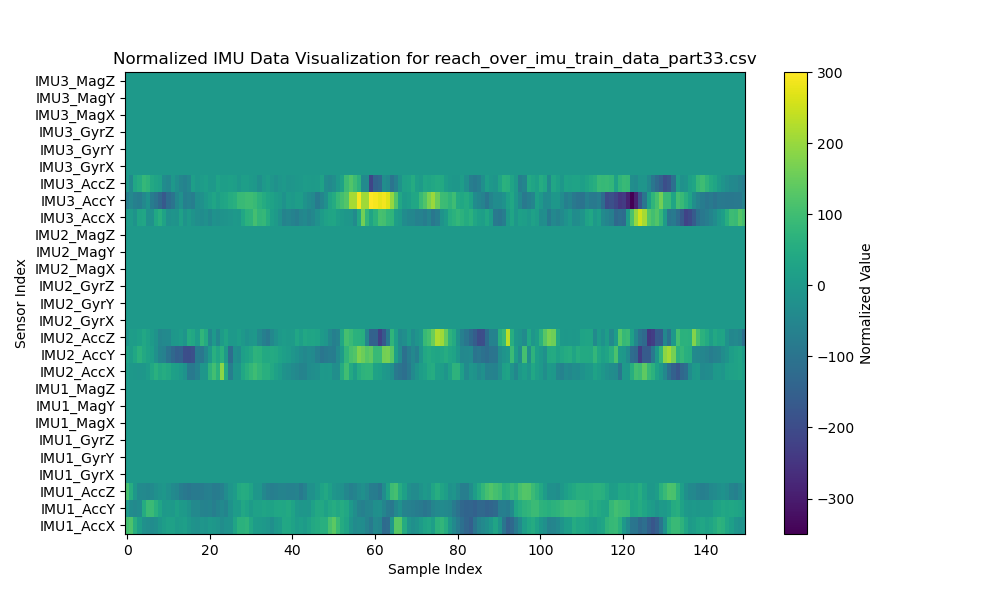 Normalized IMU Data Visualization for reach_over_imu_train_data_part33.csv
IMU3_MagZ
IMU3_MagY
IMU3_MagX
IMU3_GyrZ
IMU3_GyrY
IMU3_GyrX
IMU3_AccZ
IMU3_AccY
IMU3_AccX
IMU2_MagZ
IMU2_MagY
IMU2_MagX
IMU2_GyrZ
IMU2_GyrY
IMU2_GyrX
IMU2_AccZ
IMU2_AccY
IMU2_AccX
IMU1_MagZ
IMU1_MagY
IMU1_MagX
IMU1_GyrZ
IMU1_GyrY
IMU1_GyrX
IMU1_AccZ
IMU1_AccY
IMU1_AccX
Sensor Index
0 20 40 60 80 100 120 140
Sample Index
300
200
100
0
−100
−200
−300
Normalized Value